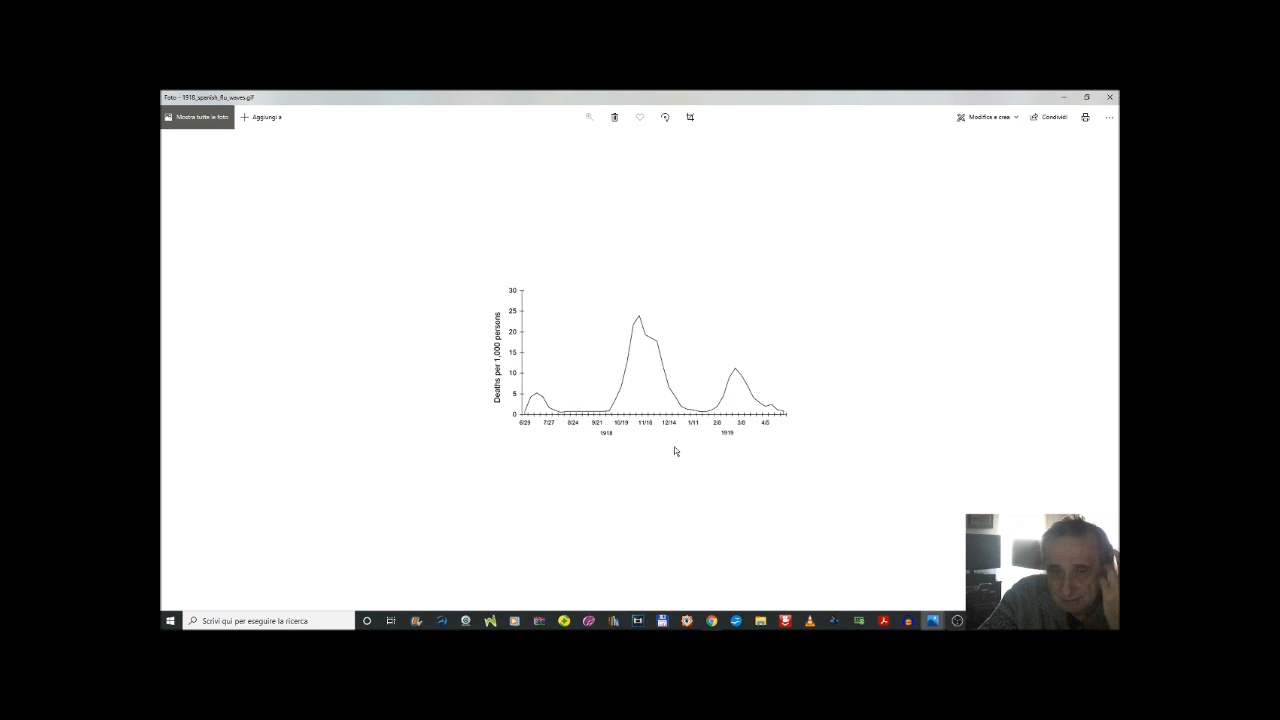 Foto - 1918_spanish_flu_waves.gif
Mostra tutte le foto
Aggiungi a
Modifica e crea
Condividi
Deaths per 1,000 persons
30
25
20
15
10
5
0
6/29 7/27 8/24 9/21 10/19 11/16 12/14 1/11 2/8 3/8 4/5
1918 1919
Scrivi qui per eseguire la ricerca